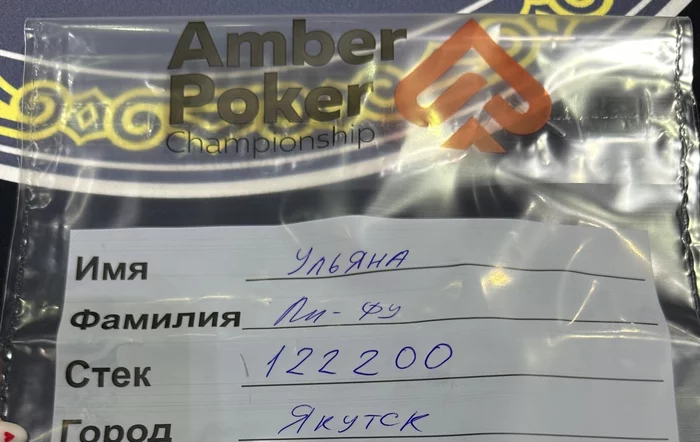 Amber
Poker
Championship
Имя Ульяна
Фамилия Ли-Фу
Стек 122200
Город Якутск